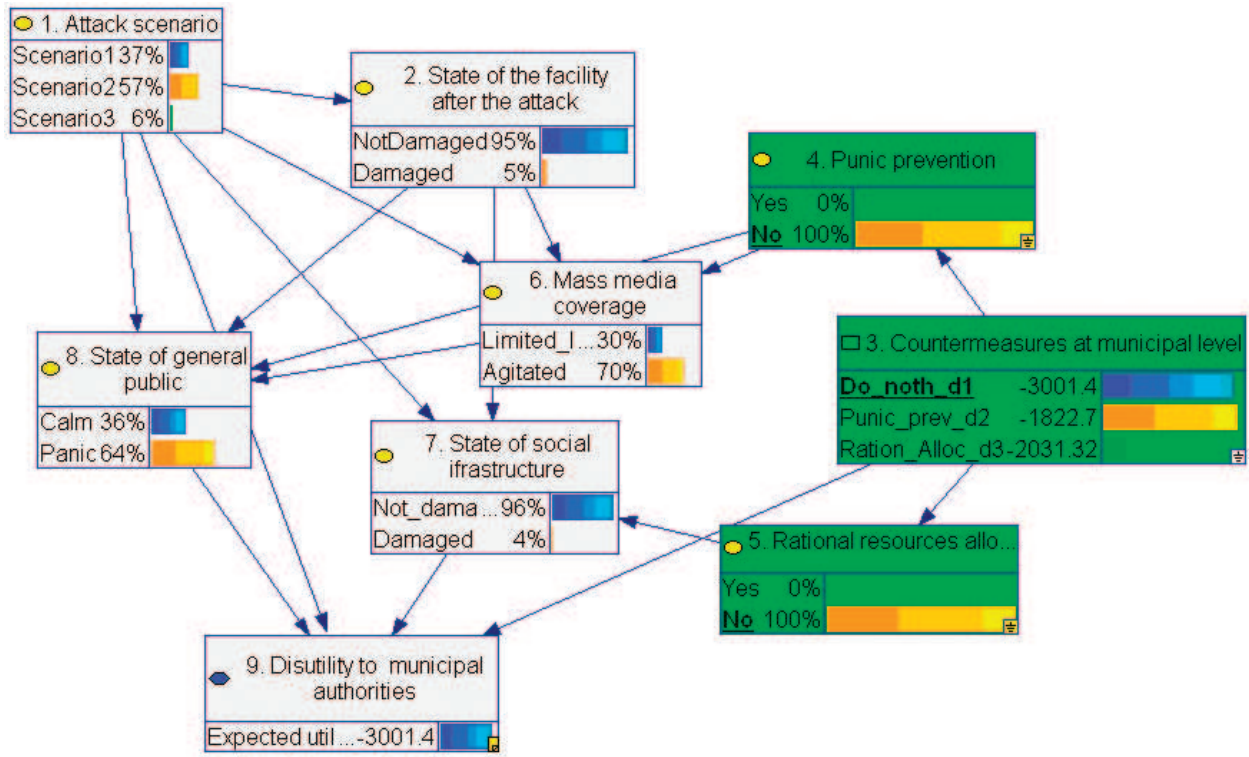 1. Attack scenario
Scenario1 37%
Scenario2 57%
Scenario3 6%
2. State of the facility
after the attack
NotDamaged 95%
Damaged 5%
4. Punic prevention
Yes 0%
No 100%
6. Mass media
coverage
Limited_I... 30%
Agitated 70%
3. Countermeasures at municipal level
Do_noth_d1 -3001.4
Punic_prev_d2 -1822.7
Ration_Alloc_d3 -2031.32
8. State of general
public
Calm 36%
Panic 64%
7. State of social
ifrastructure
Not_dama... 96%
Damaged 4%
5. Rational resources allo...
Yes 0%
No 100%
9. Disutility to municipal
authorities
Expected util... -3001.4